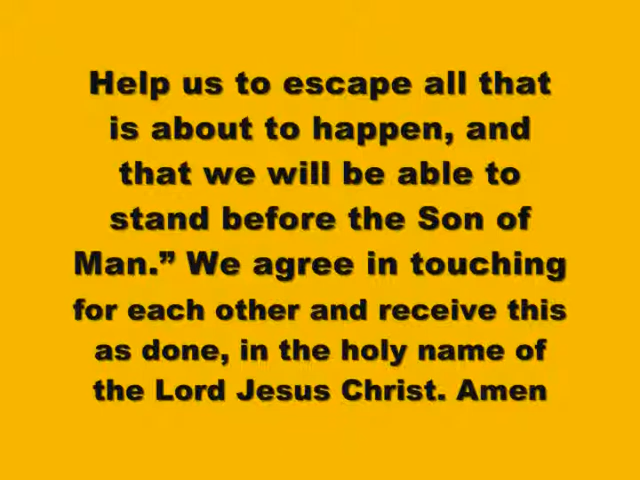 Help us to escape all that
is about to happen, and
that we will be able to
stand before the Son of
Man.” We agree in touching
for each other and receive this
as done, in the holy name of
the Lord Jesus Christ. Amen